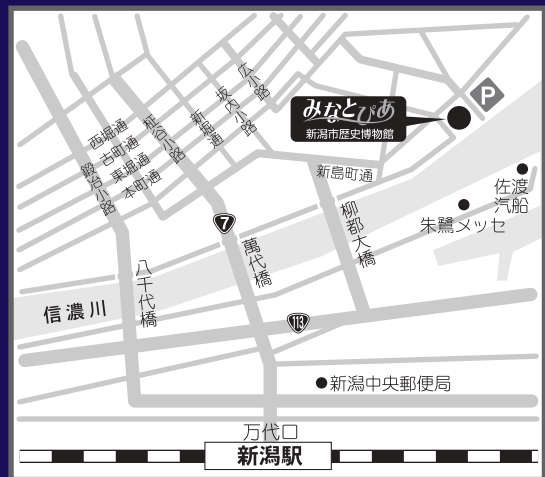 広小路
坂内小路
新堀通
柾谷小路
西堀通
古町通
東堀通
本町通
鍛冶小路
みなとぴあ
新潟市歴史博物館
P
新島町通
佐渡
汽船
朱鷺メッセ
柳都大橋
7
萬代橋
八千代橋
信濃川
113
新潟中央郵便局
万代口
新潟駅